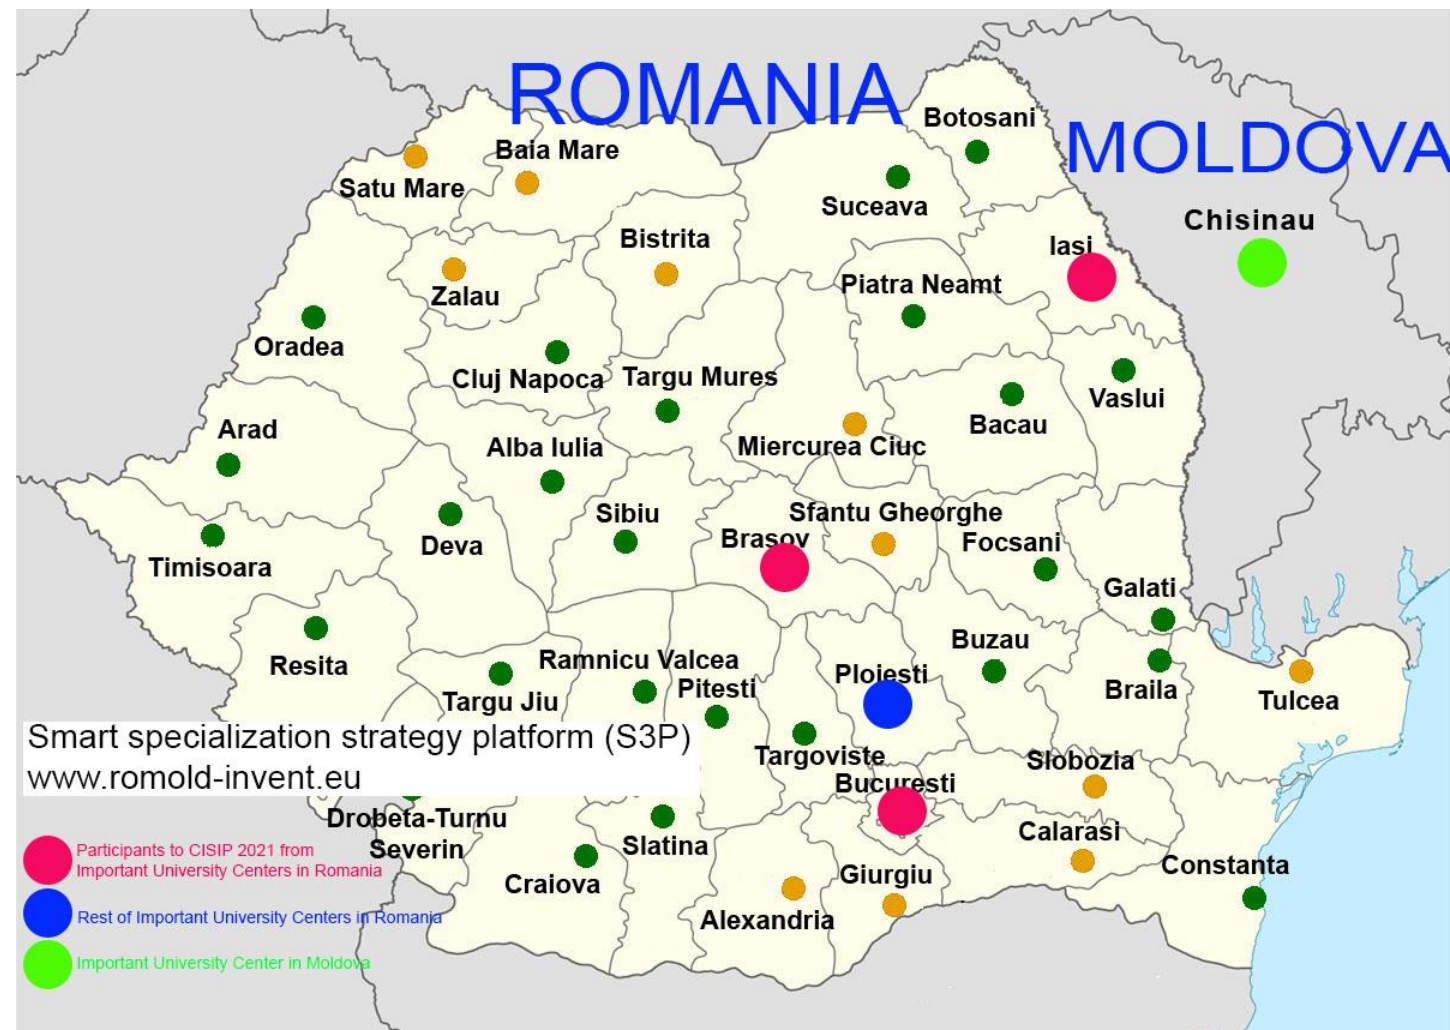 ROMANIA
MOLDOVA
Botosani
Baia Mare
Satu Mare
Suceava
Chisinau
Bistrita
Iasi
Zalau
Piatra Neamt
Oradea
Cluj Napoca
Targu Mures
Vaslui
Arad
Bacau
Alba Iulia
Miercurea Ciuc
Sibiu
Sfantu Gheorghe
Deva
Brasov
Focsani
Timisoara
Galati
Resita
Ramnicu Valcea
Buzau
Targu Jiu
Pitesti
Ploiesti
Braila
Tulcea
Smart specialization strategy platform (S3P)
www.romold-invent.eu
Targoviste
Slobozia
Bucuresti
Drobeta-Turnu
Severin
Slatina
Calarasi
Craiova
Giurgiu
Constanta
Alexandria
Participants to CISIP 2021 from
Important University Centers in Romania
Rest of Important University Centers in Romania
Important University Center in Moldova